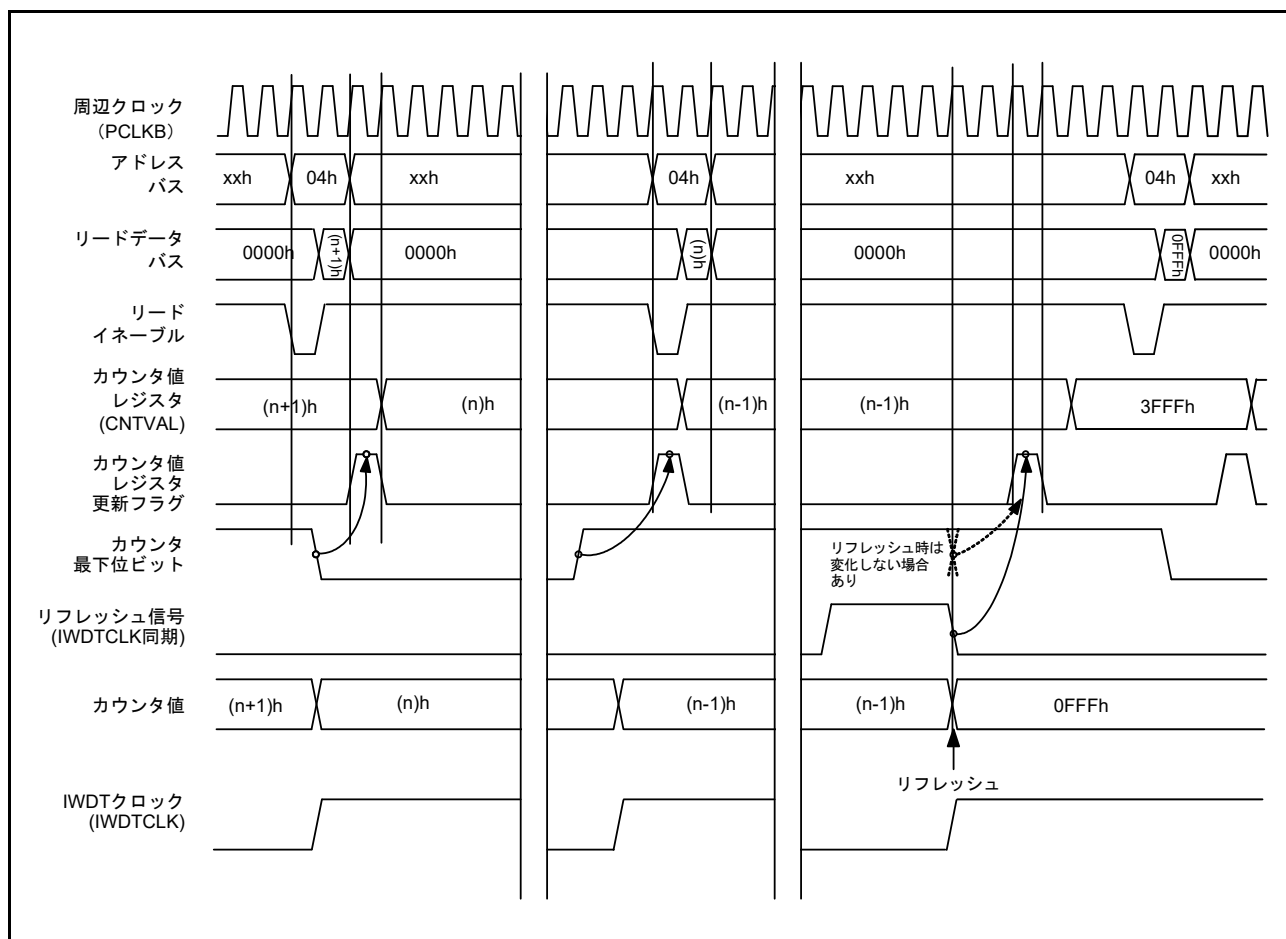 周辺クロック
（PCLKB）
アドレス
バス
xxh
04h
xxh
04h
xxh
04h
xxh
リードデータ
バス
0000h
(n+1)h
0000h
(n)h
0000h
0FFFh
0000h
リード
イネーブル
カウンタ値
レジスタ
(CNTVAL)
(n+1)h
(n)h
(n-1)h
(n-1)h
3FFFh
カウンタ値
レジスタ
更新フラグ
カウンタ
最下位ビット
リフレッシュ時は
変化しない場合
あり
リフレッシュ信号
(IWDTCLK同期)
カウンタ値
(n+1)h
(n)h
(n-1)h
(n-1)h
0FFFh
リフレッシュ
IWDTクロック
(IWDTCLK)